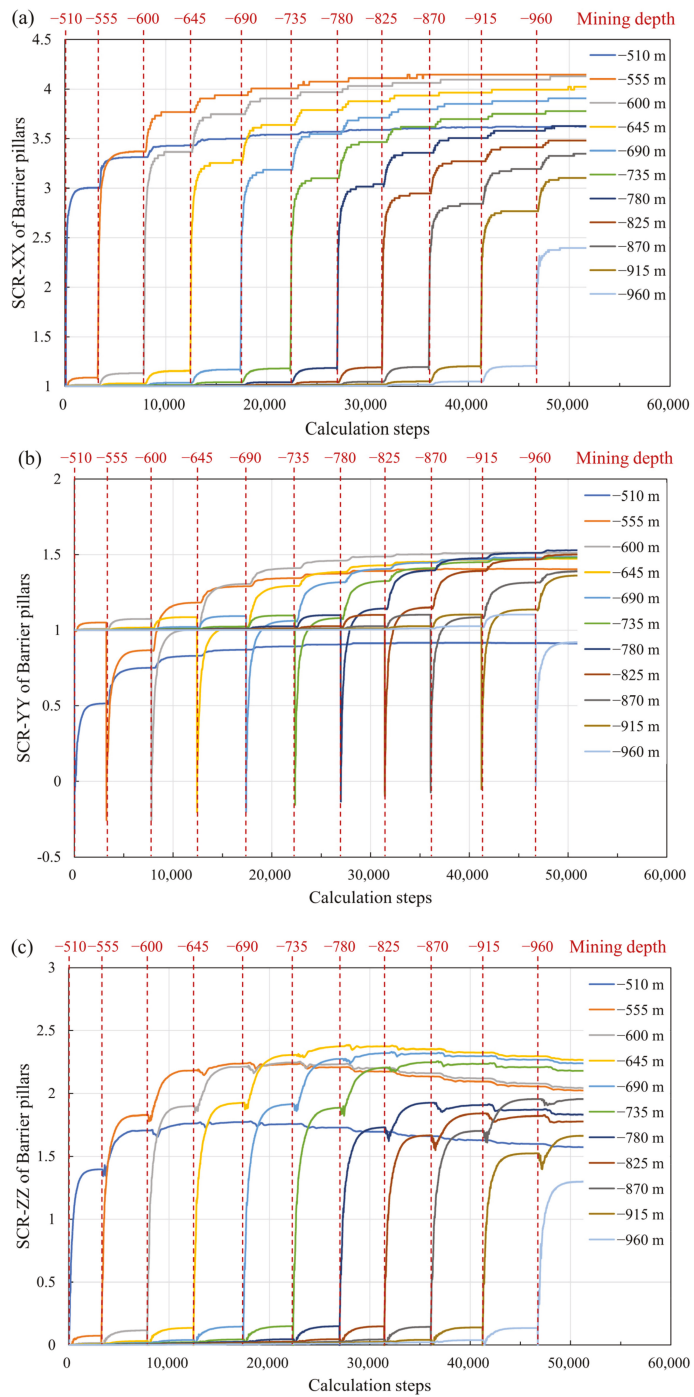 (a)
−510 −555 −600 −645 −690 −735 −780 −825 −870 −915 −960 Mining depth
4.5
4
3.5
3
2.5
2
1.5
1
SCR-XX of Barrier pillars
−510 m
−555 m
−600 m
−645 m
−690 m
−735 m
−780 m
−825 m
−870 m
−915 m
−960 m
0 10,000 20,000 30,000 40,000 50,000 60,000
Calculation steps
(b)
−510 −555 −600 −645 −690 −735 −780 −825 −870 −915 −960 Mining depth
2
1.5
1
0.5
0
-0.5
SCR-YY of Barrier pillars
−510 m
−555 m
−600 m
−645 m
−690 m
−735 m
−780 m
−825 m
−870 m
−915 m
−960 m
0 10,000 20,000 30,000 40,000 50,000 60,000
Calculation steps
(c)
−510 −555 −600 −645 −690 −735 −780 −825 −870 −915 −960 Mining depth
3
2.5
2
1.5
1
0.5
0
SCR-ZZ of Barrier pillars
−510 m
−555 m
−600 m
−645 m
−690 m
−735 m
−780 m
−825 m
−870 m
−915 m
−960 m
0 10,000 20,000 30,000 40,000 50,000 60,000
Calculation steps